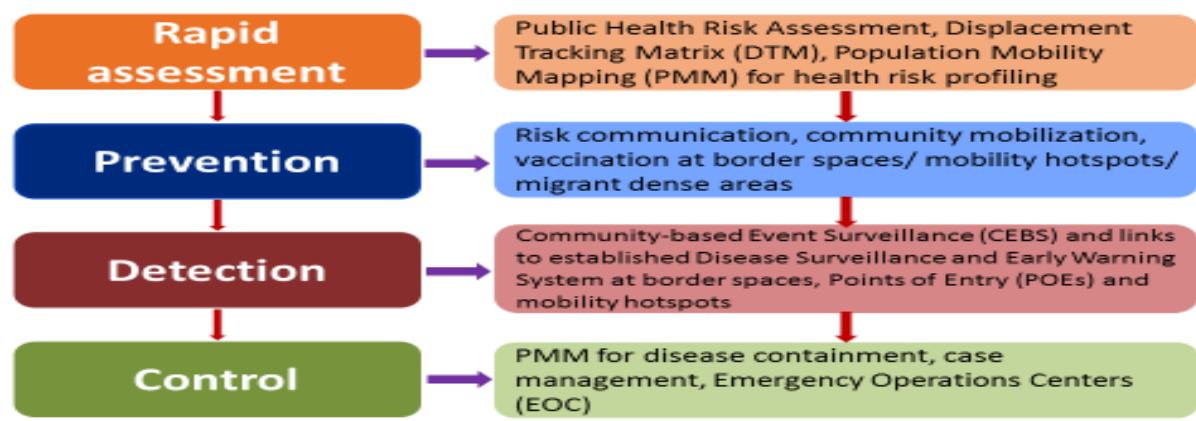 Rapid
assessment
Public Health Risk Assessment, Displacement
Tracking Matrix (DTM), Population Mobility
Mapping (PMM) for health risk profiling
Prevention
Risk communication, community mobilization,
vaccination at border spaces/ mobility hotspots/
migrant dense areas
Detection
Community-based Event Surveillance (CEBS) and links
to established Disease Surveillance and Early Warning
System at border spaces, Points of Entry (POEs) and
mobility hotspots
Control
PMM for disease containment, case
management, Emergency Operations Centers
(EOC)